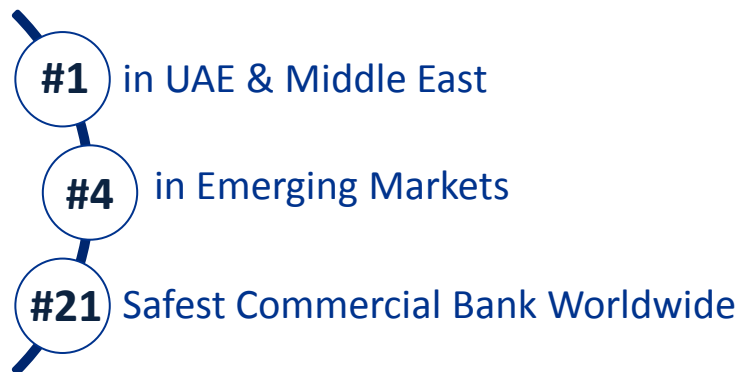 #1 in UAE & Middle East
#4 in Emerging Markets
#21 Safest Commercial Bank Worldwide